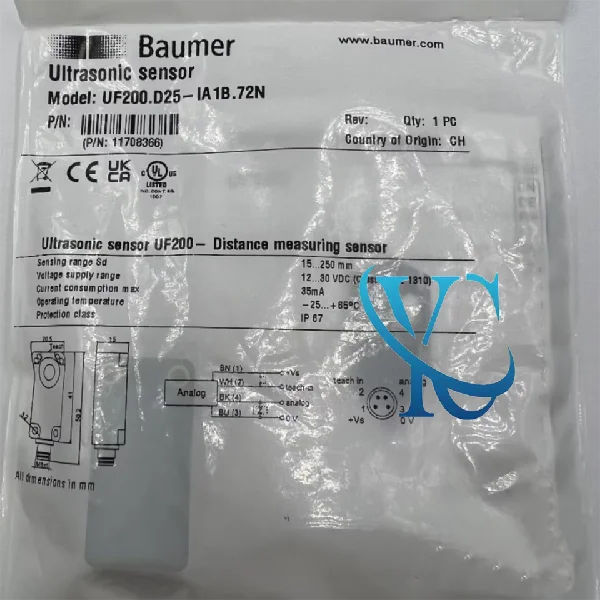 Baumer
www.baumer.com
Ultrasonic sensor
Model: UF200.D25-IA1B.72N
P/N:
(P/N: 11708366)
Rev: Qty: 1 PC
Country of Origin: CH
CE UK CA c UL us
LISTED
Ultrasonic sensor UF200- Distance measuring sensor
Sensing range Sd 15...250 mm
Voltage supply range 12...30 VDC 1310)
Current consumption max 35mA
Operating temperature -25...+65°C
Protection class IP 67
Analog
BN (1) +Vs
WH (2) teach-in
BK (4) analog
BU (3) 0 V
teach in analog
2 4
1 3
+Vs 0 V
All dimensions in mm
YC